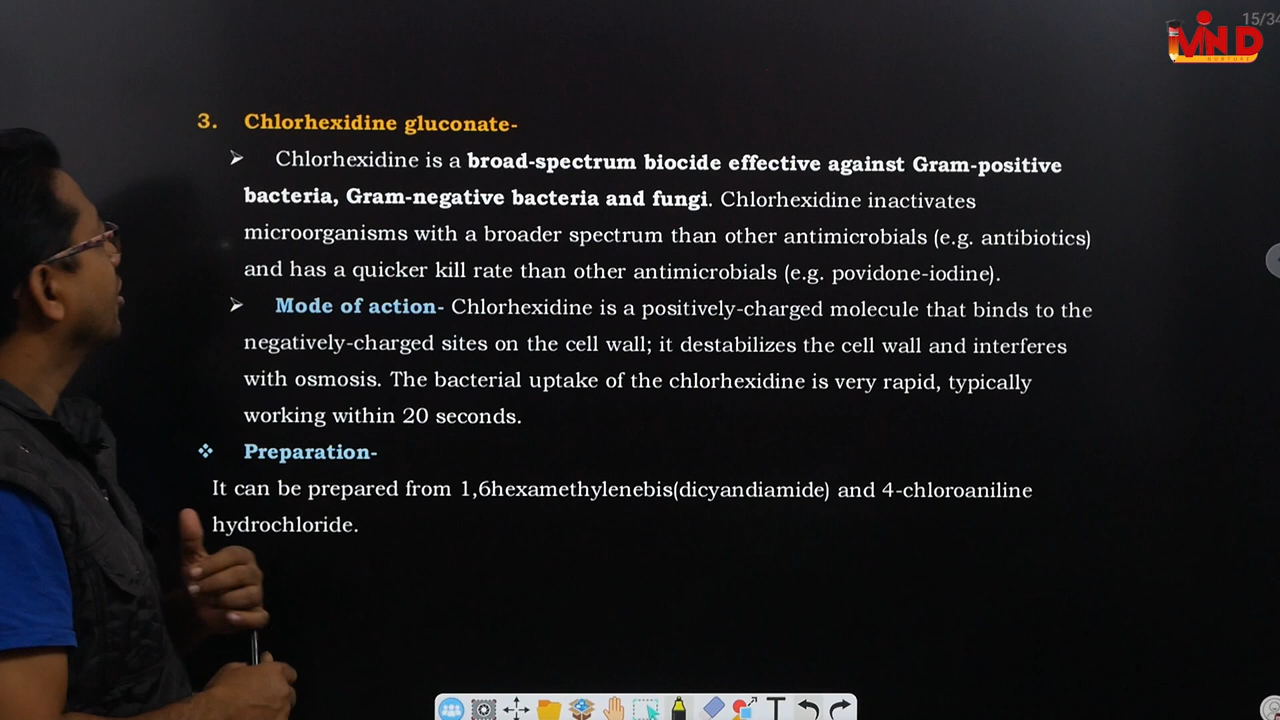 15/34
MIND
NURTURE
3. Chlorhexidine gluconate-
➢ Chlorhexidine is a broad-spectrum biocide effective against Gram-positive
bacteria, Gram-negative bacteria and fungi. Chlorhexidine inactivates
microorganisms with a broader spectrum than other antimicrobials (e.g. antibiotics)
and has a quicker kill rate than other antimicrobials (e.g. povidone-iodine).
➢ Mode of action- Chlorhexidine is a positively-charged molecule that binds to the
negatively-charged sites on the cell wall; it destabilizes the cell wall and interferes
with osmosis. The bacterial uptake of the chlorhexidine is very rapid, typically
working within 20 seconds.
❖ Preparation-
It can be prepared from 1,6hexamethylenebis(dicyandiamide) and 4-chloroaniline
hydrochloride.
T